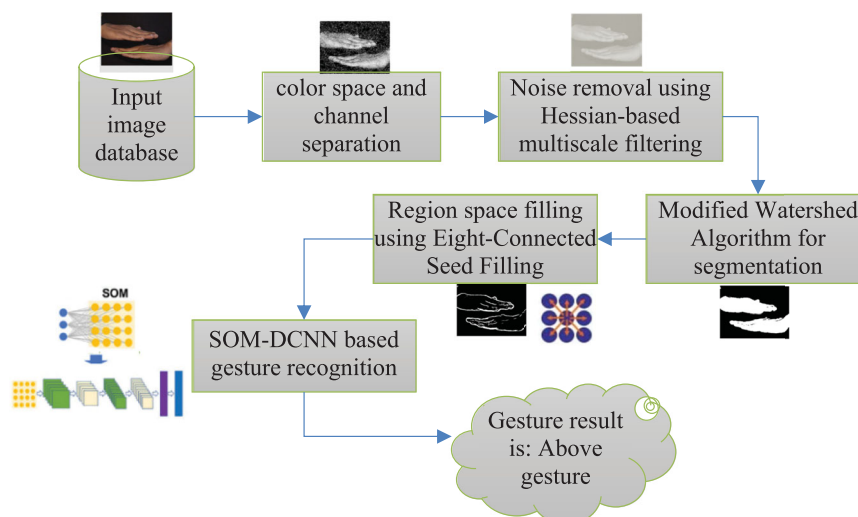 Input
image
database
color space and
channel
separation
Noise removal using
Hessian-based
multiscale filtering
Modified Watershed
Algorithm for
segmentation
Region space filling
using Eight-Connected
Seed Filling
SOM
SOM-DCNN based
gesture recognition
Gesture result
is: Above
gesture